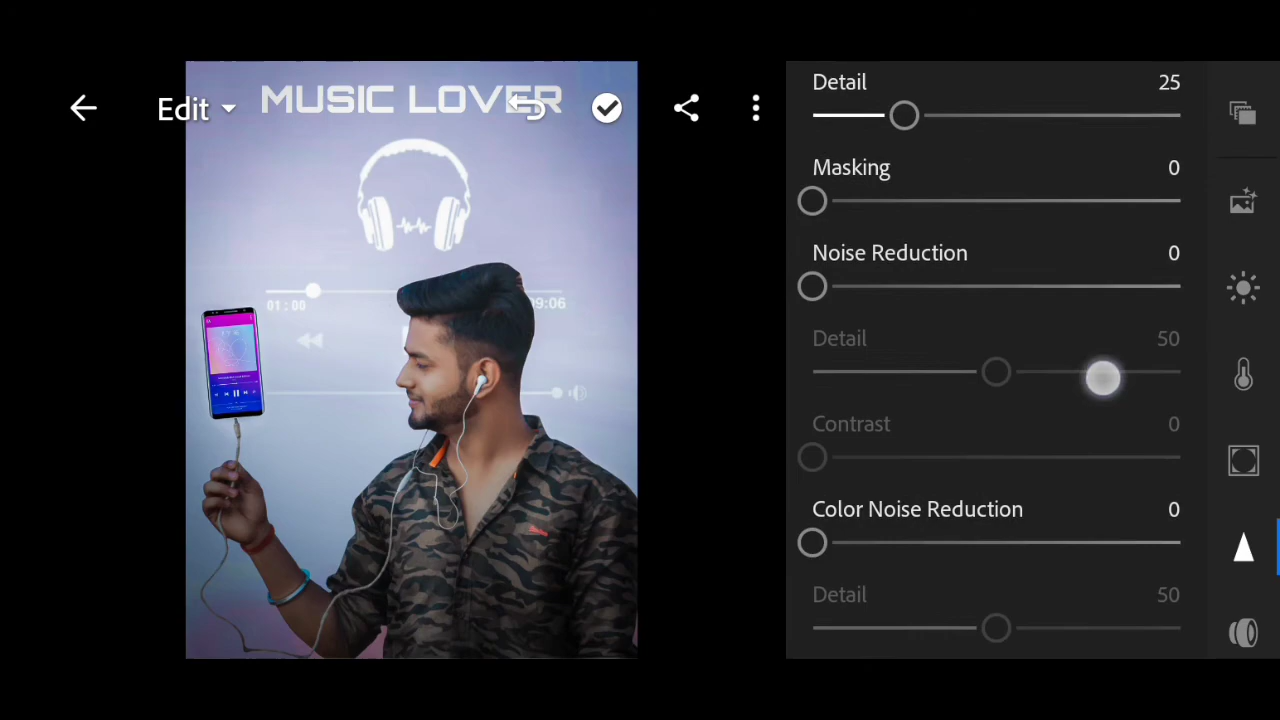 Edit
MUSIC LOVER
01:00
09:06
Detail 25
Masking 0
Noise Reduction 0
Detail 50
Contrast 0
Color Noise Reduction 0
Detail 50